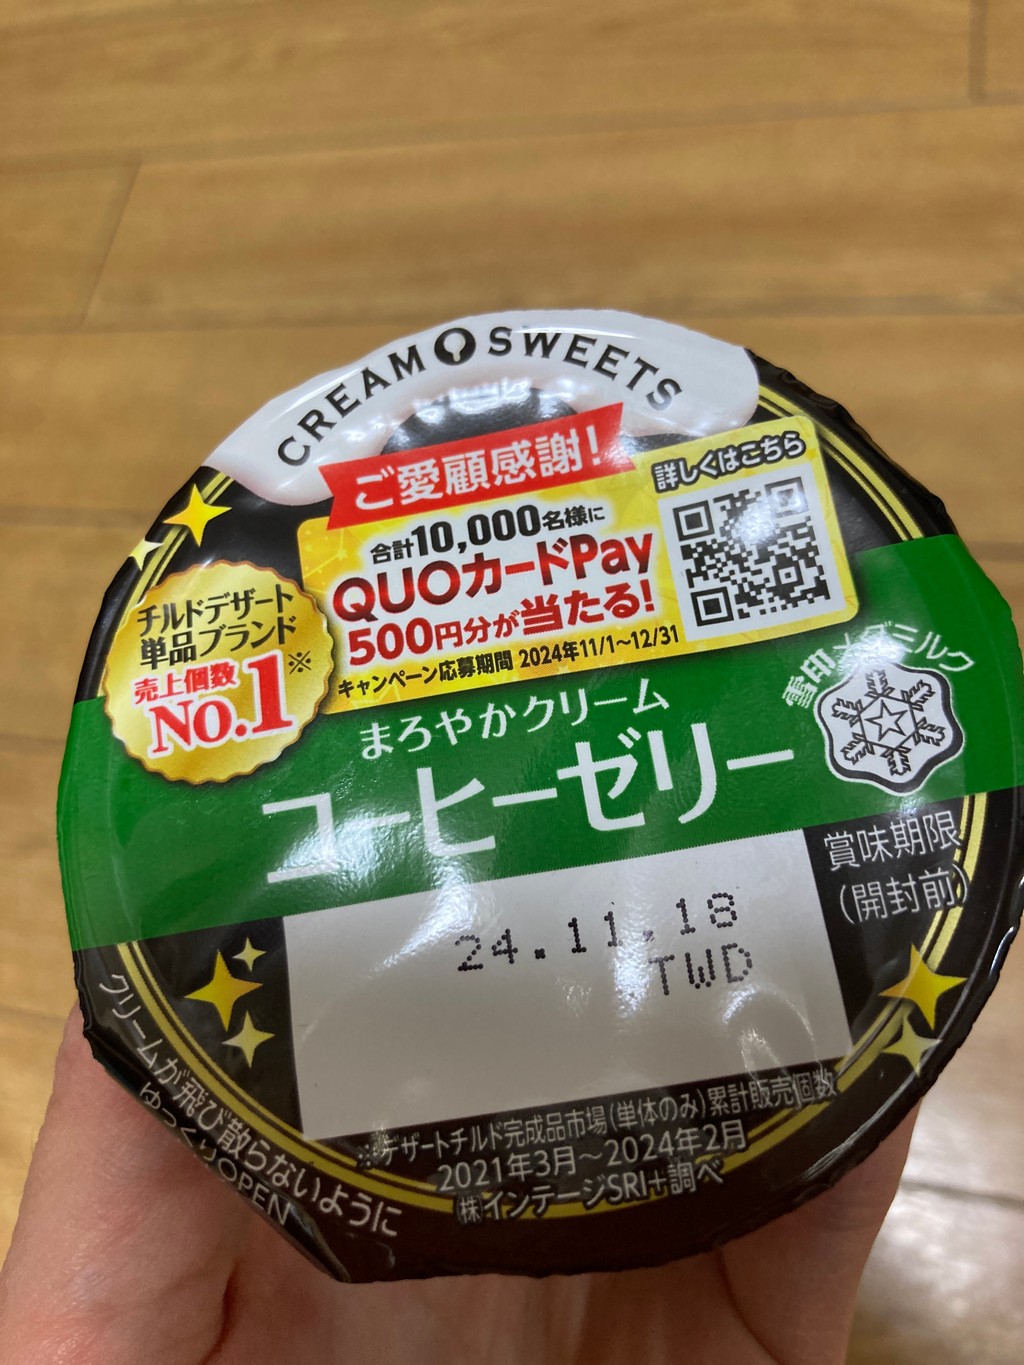 CREAM SWEETS
ご愛顧感謝!
合計10,000名様に
QUOカードPay
500円分が当たる!
キャンペーン応募期間 2024年11/1~12/31
詳しくはこちら
チルドデザート
単品ブランド
売上個数
No.1※
まろやかクリーム
コーヒーゼリー
雪印メグミルク
賞味期限
(開封前)
24.11.18
TWD
※デザートチルド完成品市場(単体のみ)累計販売個数
2021年3月~2024年2月
㈱インテージSRI+調べ
クリームが飛び散らないように
ゆっくりOPEN